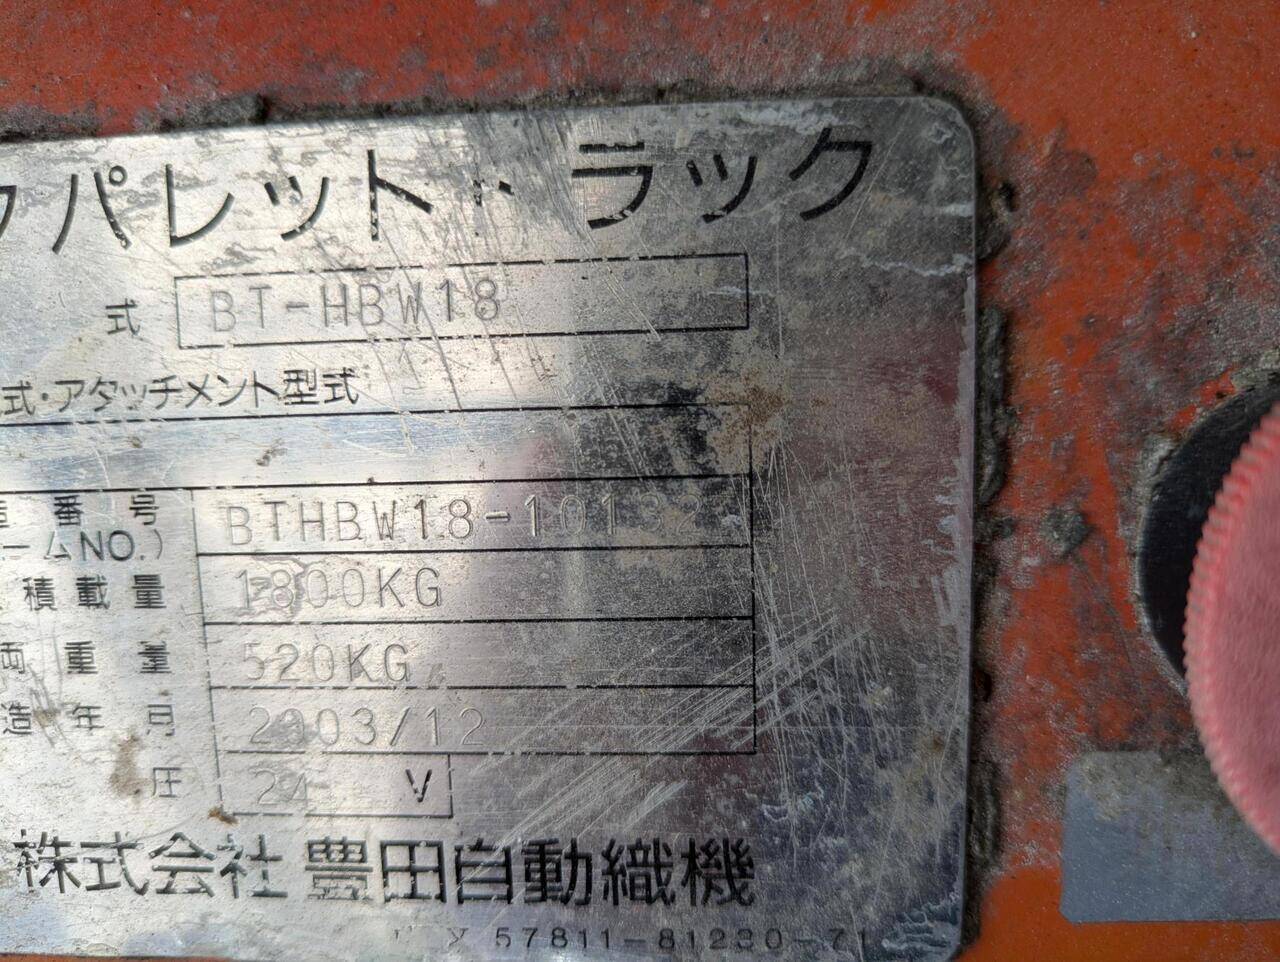 パレット・ラック
式 BT-HBW18
式・アタッチメント型式
番号 BTHBW18-10132
ームNO.)
積載量 1800KG
両重量 520KG
造年月 2003/12
圧 24 V
株式会社 豊田自動織機
57811-81230-71